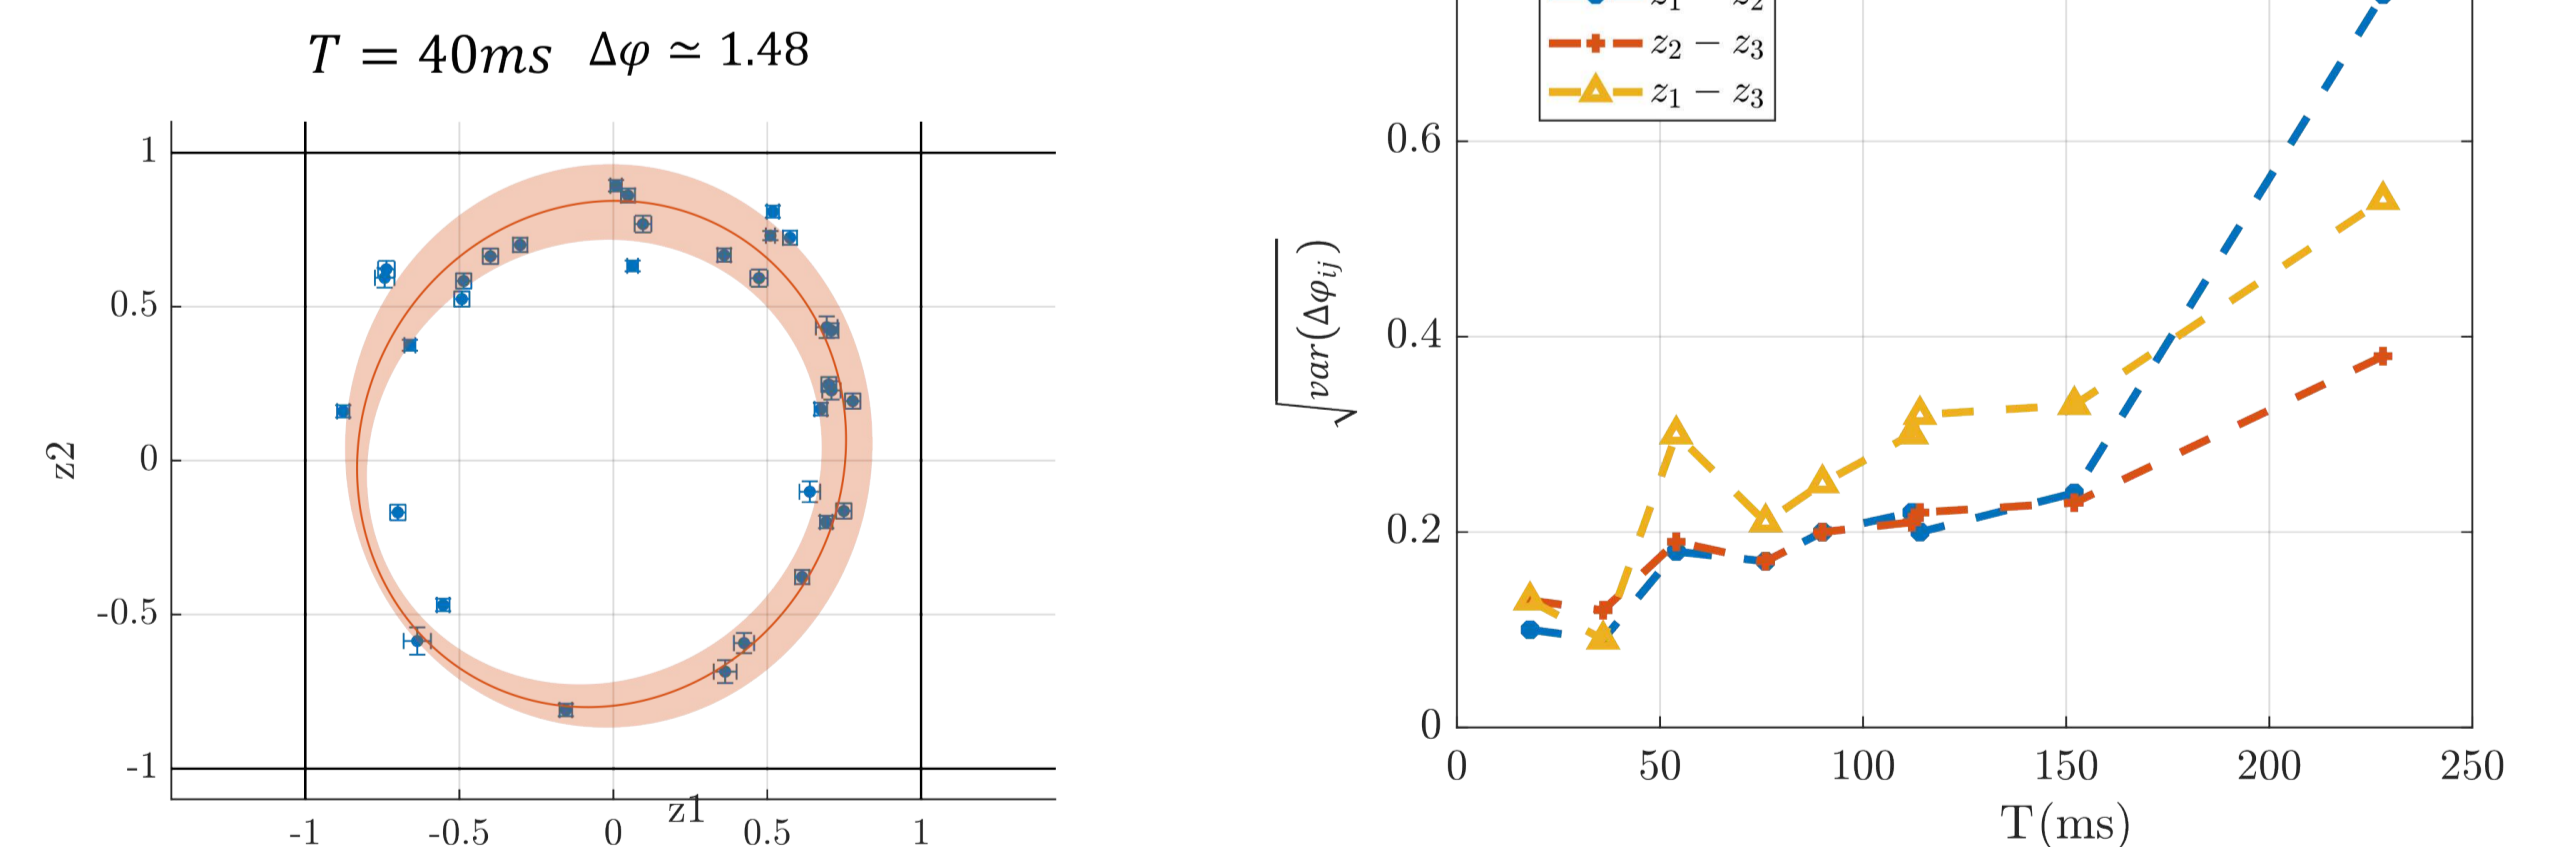 T = 40ms Δφ ≃ 1.48
1
0.5
0
-0.5
-1
z2
-1 -0.5 0 0.5 1
z1
z₁ − z₂
z₂ − z₃
z₁ − z₃
0.6
0.4
0.2
0
√var(Δφᵢⱼ)
0 50 100 150 200 250
T(ms)